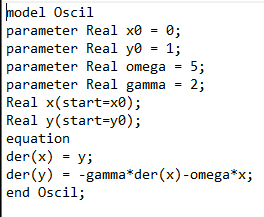 model Oscil
parameter Real x0 = 0;
parameter Real y0 = 1;
parameter Real omega = 5;
parameter Real gamma = 2;
Real x(start=x0);
Real y(start=y0);
equation
der(x) = y;
der(y) = -gamma*der(x)-omega*x;
end Oscil;